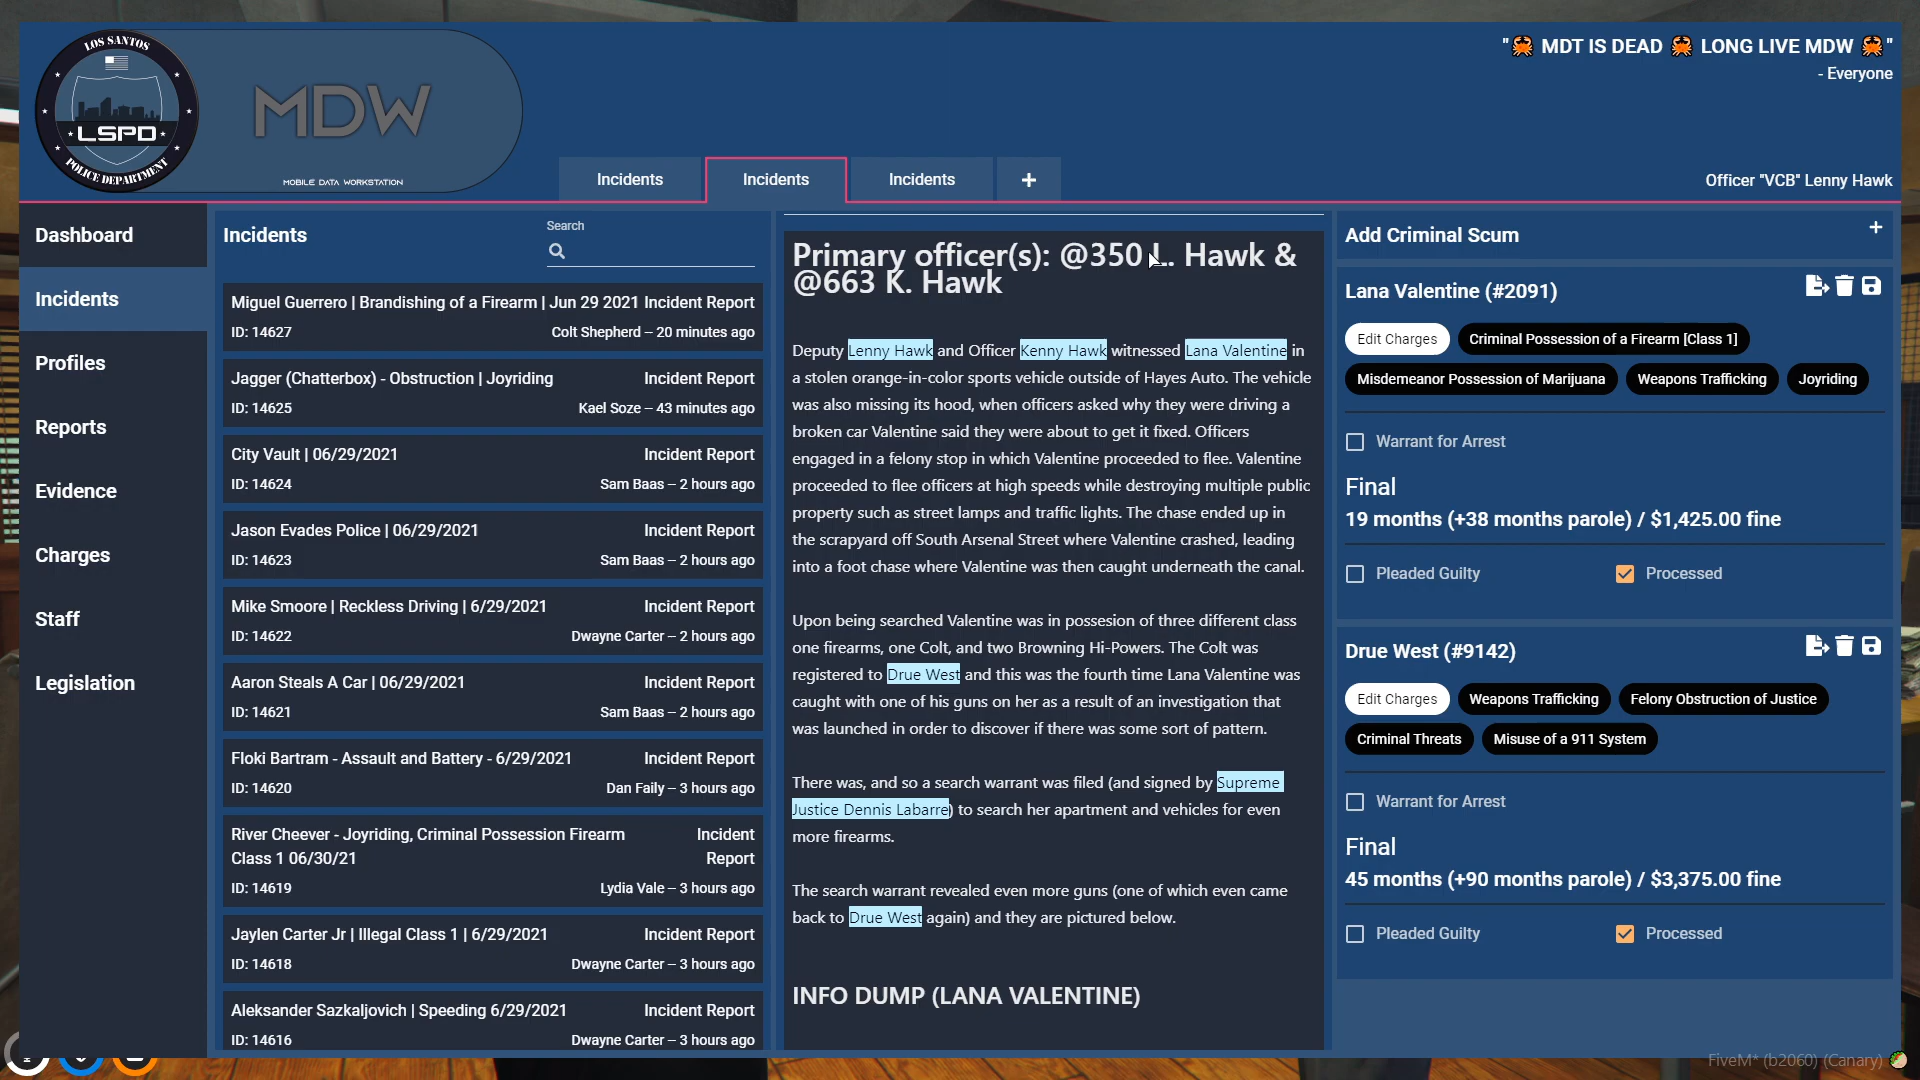 LOS SANTOS
LSPD
POLICE DEPARTMENT
MDW
MOBILE DATA WORKSTATION
"🦀 MDT IS DEAD 🦀 LONG LIVE MDW 🦀"
- Everyone
Incidents
Incidents
Incidents
+
Officer "VCB" Lenny Hawk
Dashboard
Incidents
Profiles
Reports
Evidence
Charges
Staff
Legislation
Incidents
Search
Miguel Guerrero | Brandishing of a Firearm | Jun 29 2021 Incident Report
ID: 14627 Colt Shepherd – 20 minutes ago
Jagger (Chatterbox) - Obstruction | Joyriding Incident Report
ID: 14625 Kael Soze – 43 minutes ago
City Vault | 06/29/2021 Incident Report
ID: 14624 Sam Baas – 2 hours ago
Jason Evades Police | 06/29/2021 Incident Report
ID: 14623 Sam Baas – 2 hours ago
Mike Smoore | Reckless Driving | 6/29/2021 Incident Report
ID: 14622 Dwayne Carter – 2 hours ago
Aaron Steals A Car | 06/29/2021 Incident Report
ID: 14621 Sam Baas – 2 hours ago
Floki Bartram - Assault and Battery - 6/29/2021 Incident Report
ID: 14620 Dan Faily – 3 hours ago
River Cheever - Joyriding, Criminal Possession Firearm Incident
Class 1 06/30/21 Report
ID: 14619 Lydia Vale – 3 hours ago
Jaylen Carter Jr | Illegal Class 1 | 6/29/2021 Incident Report
ID: 14618 Dwayne Carter – 3 hours ago
Aleksander Sazkaljovich | Speeding 6/29/2021 Incident Report
ID: 14616 Dwayne Carter – 3 hours ago
Primary officer(s): @350 L. Hawk &
@663 K. Hawk
Deputy Lenny Hawk and Officer Kenny Hawk witnessed Lana Valentine in
a stolen orange-in-color sports vehicle outside of Hayes Auto. The vehicle
was also missing its hood, when officers asked why they were driving a
broken car Valentine said they were about to get it fixed. Officers
engaged in a felony stop in which Valentine proceeded to flee. Valentine
proceeded to flee officers at high speeds while destroying multiple public
property such as street lamps and traffic lights. The chase ended up in
the scrapyard off South Arsenal Street where Valentine crashed, leading
into a foot chase where Valentine was then caught underneath the canal.
Upon being searched Valentine was in possesion of three different class
one firearms, one Colt, and two Browning Hi-Powers. The Colt was
registered to Drue West and this was the fourth time Lana Valentine was
caught with one of his guns on her as a result of an investigation that
was launched in order to discover if there was some sort of pattern.
There was, and so a search warrant was filed (and signed by Supreme
Justice Dennis Labarre) to search her apartment and vehicles for even
more firearms.
The search warrant revealed even more guns (one of which even came
back to Drue West again) and they are pictured below.
INFO DUMP (LANA VALENTINE)
Add Criminal Scum
+
Lana Valentine (#2091)
Edit Charges Criminal Possession of a Firearm [Class 1]
Misdemeanor Possession of Marijuana Weapons Trafficking Joyriding
Warrant for Arrest
Final
19 months (+38 months parole) / $1,425.00 fine
Pleaded Guilty Processed
Drue West (#9142)
Edit Charges Weapons Trafficking Felony Obstruction of Justice
Criminal Threats Misuse of a 911 System
Warrant for Arrest
Final
45 months (+90 months parole) / $3,375.00 fine
Pleaded Guilty Processed
FiveM* (b2060) (Canary)